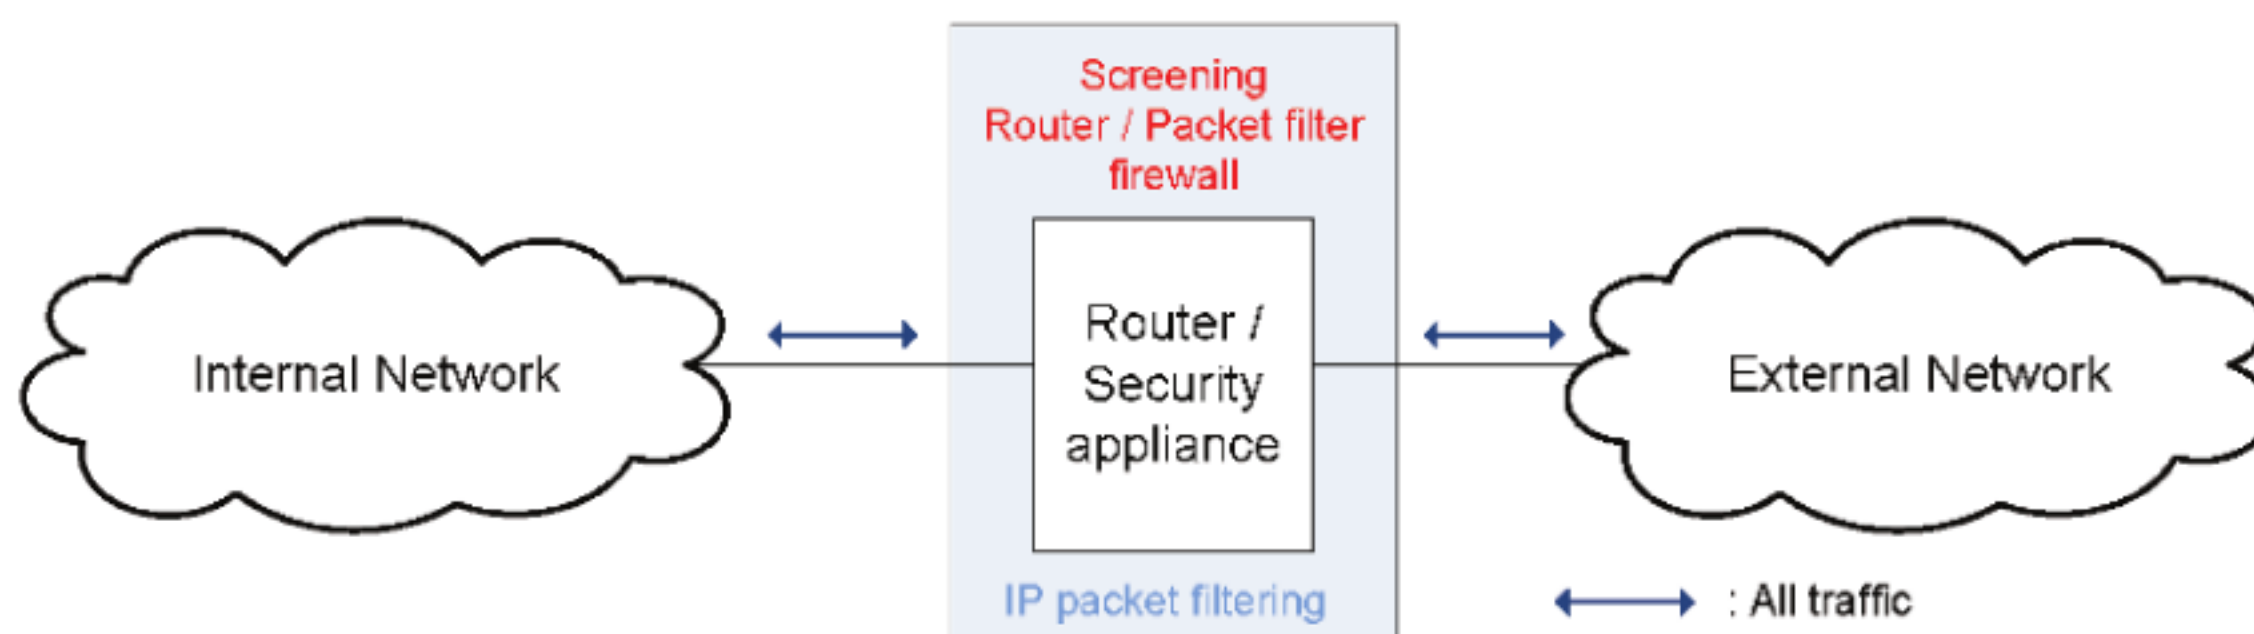 Screening
Router / Packet filter
firewall
Internal Network
Router /
Security
appliance
External Network
IP packet filtering
: All traffic